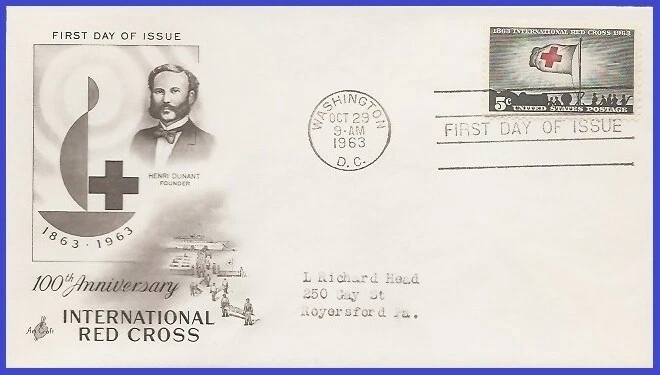 FIRST DAY OF ISSUE
HENRI DUNANT
FOUNDER
1863 · 1963
100th Anniversary
INTERNATIONAL
RED CROSS
ArtCraft
WASHINGTON
OCT 29
9-AM
1963
D. C.
1863 INTERNATIONAL RED CROSS 1963
5c UNITED STATES POSTAGE
FIRST DAY OF ISSUE
L Richard Head
250 Gay St
Royersford Pa.